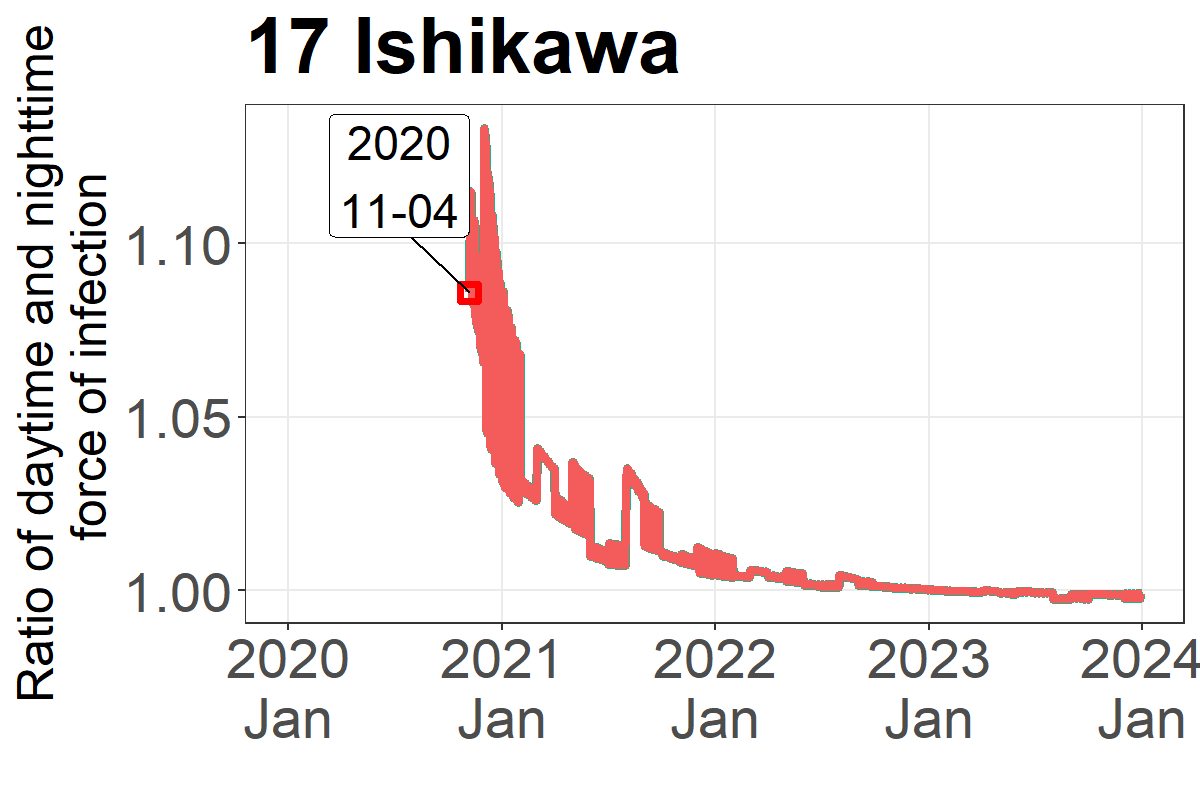 17 Ishikawa
Ratio of daytime and nighttime
force of infection
2020
11-04
1.10
1.05
1.00
2020
Jan
2021
Jan
2022
Jan
2023
Jan
2024
Jan